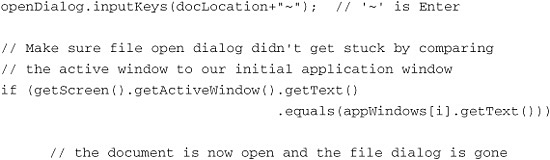 openDialog.inputKeys(docLocation+"~");  // '~' is Enter
// Make sure file open dialog didn't get stuck by comparing
// the active window to our initial application window
if (getScreen().getActiveWindow().getText()
.equals(appWindows[i].getText()))
// the document is now open and the file dialog is gone